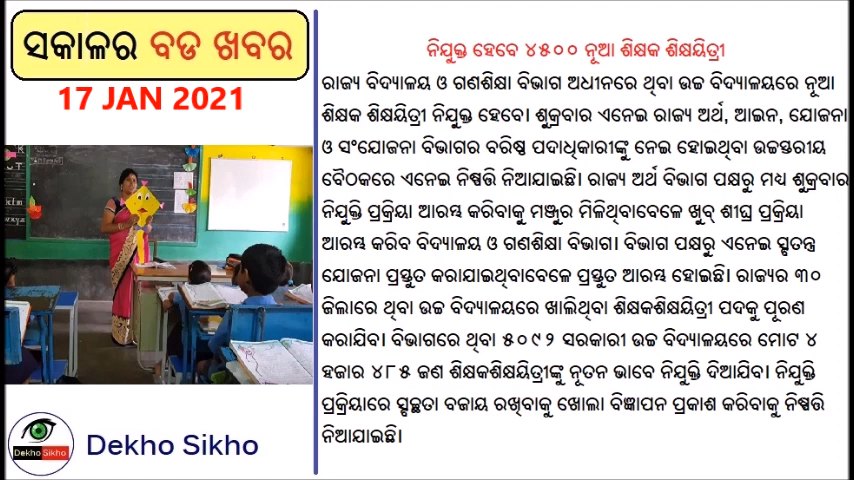 ସକାଳର ବଡ ଖବର
17 JAN 2021
ନିଯୁକ୍ତ ହେବେ ୪୫୦୦ ନୂଆ ଶିକ୍ଷକ ଶିକ୍ଷୟିତ୍ରୀ
ରାଜ୍ୟ ବିଦ୍ୟାଳୟ ଓ ଗଣଶିକ୍ଷା ବିଭାଗ ଅଧୀନରେ ଥିବା ଉଚ୍ଚ ବିଦ୍ୟାଳୟରେ ନୂଆ
ଶିକ୍ଷକ ଶିକ୍ଷୟିତ୍ରୀ ନିଯୁକ୍ତ ହେବେ। ଶୁକ୍ରବାର ଏନେଇ ରାଜ୍ୟ ଅର୍ଥ, ଆଇନ, ଯୋଜନା
ଓ ସଂଯୋଜନା ବିଭାଗର ବରିଷ୍ଠ ପଦାଧିକାରୀଙ୍କୁ ନେଇ ହୋଇଥିବା ଉଚ୍ଚସ୍ତରୀୟ
ବୈଠକରେ ଏନେଇ ନିଷ୍ପତ୍ତି ନିଆଯାଇଛି। ରାଜ୍ୟ ଅର୍ଥ ବିଭାଗ ପକ୍ଷରୁ ମଧ୍ୟ ଶୁକ୍ରବାର
ନିଯୁକ୍ତି ପ୍ରକ୍ରିୟା ଆରମ୍ଭ କରିବାକୁ ମଞ୍ଜୁର ମିଳିଥିବାବେଳେ ଖୁବ୍ ଶୀଘ୍ର ପ୍ରକ୍ରିୟା
ଆରମ୍ଭ କରିବ ବିଦ୍ୟାଳୟ ଓ ଗଣଶିକ୍ଷା ବିଭାଗ। ବିଭାଗ ପକ୍ଷରୁ ଏନେଇ ସ୍ୱତନ୍ତ୍ର
ଯୋଜନା ପ୍ରସ୍ତୁତ କରାଯାଇଥିବାବେଳେ ପ୍ରସ୍ତୁତ ଆରମ୍ଭ ହୋଇଛି। ରାଜ୍ୟର ୩୦
ଜିଲାରେ ଥିବା ଉଚ୍ଚ ବିଦ୍ୟାଳୟରେ ଖାଲିଥିବା ଶିକ୍ଷକଶିକ୍ଷୟିତ୍ରୀ ପଦକୁ ପୂରଣ
କରାଯିବ। ବିଭାଗରେ ଥିବା ୫୦୯୨ ସରକାରୀ ଉଚ୍ଚ ବିଦ୍ୟାଳୟରେ ମୋଟ ୪
ହଜାର ୪୮୫ ଜଣ ଶିକ୍ଷକଶିକ୍ଷୟିତ୍ରୀଙ୍କୁ ନୂତନ ଭାବେ ନିଯୁକ୍ତି ଦିଆଯିବ। ନିଯୁକ୍ତି
ପ୍ରକ୍ରିୟାରେ ସ୍ୱଚ୍ଛତା ବଜାୟ ରଖିବାକୁ ଖୋଲା ବିଜ୍ଞାପନ ପ୍ରକାଶ କରିବାକୁ ନିଷ୍ପତ୍ତି
ନିଆଯାଇଛି।
Dekho Sikho
Dekho Sikho